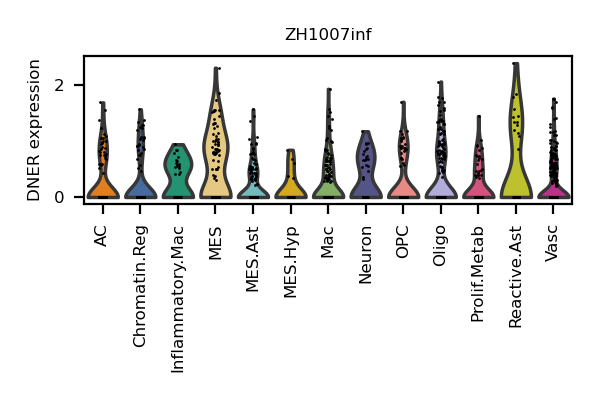 ZH1007inf
DNER expression
2
0
AC
Chromatin.Reg
Inflammatory.Mac
MES
MES.Ast
MES.Hyp
Mac
Neuron
OPC
Oligo
Prolif.Metab
Reactive.Ast
Vasc